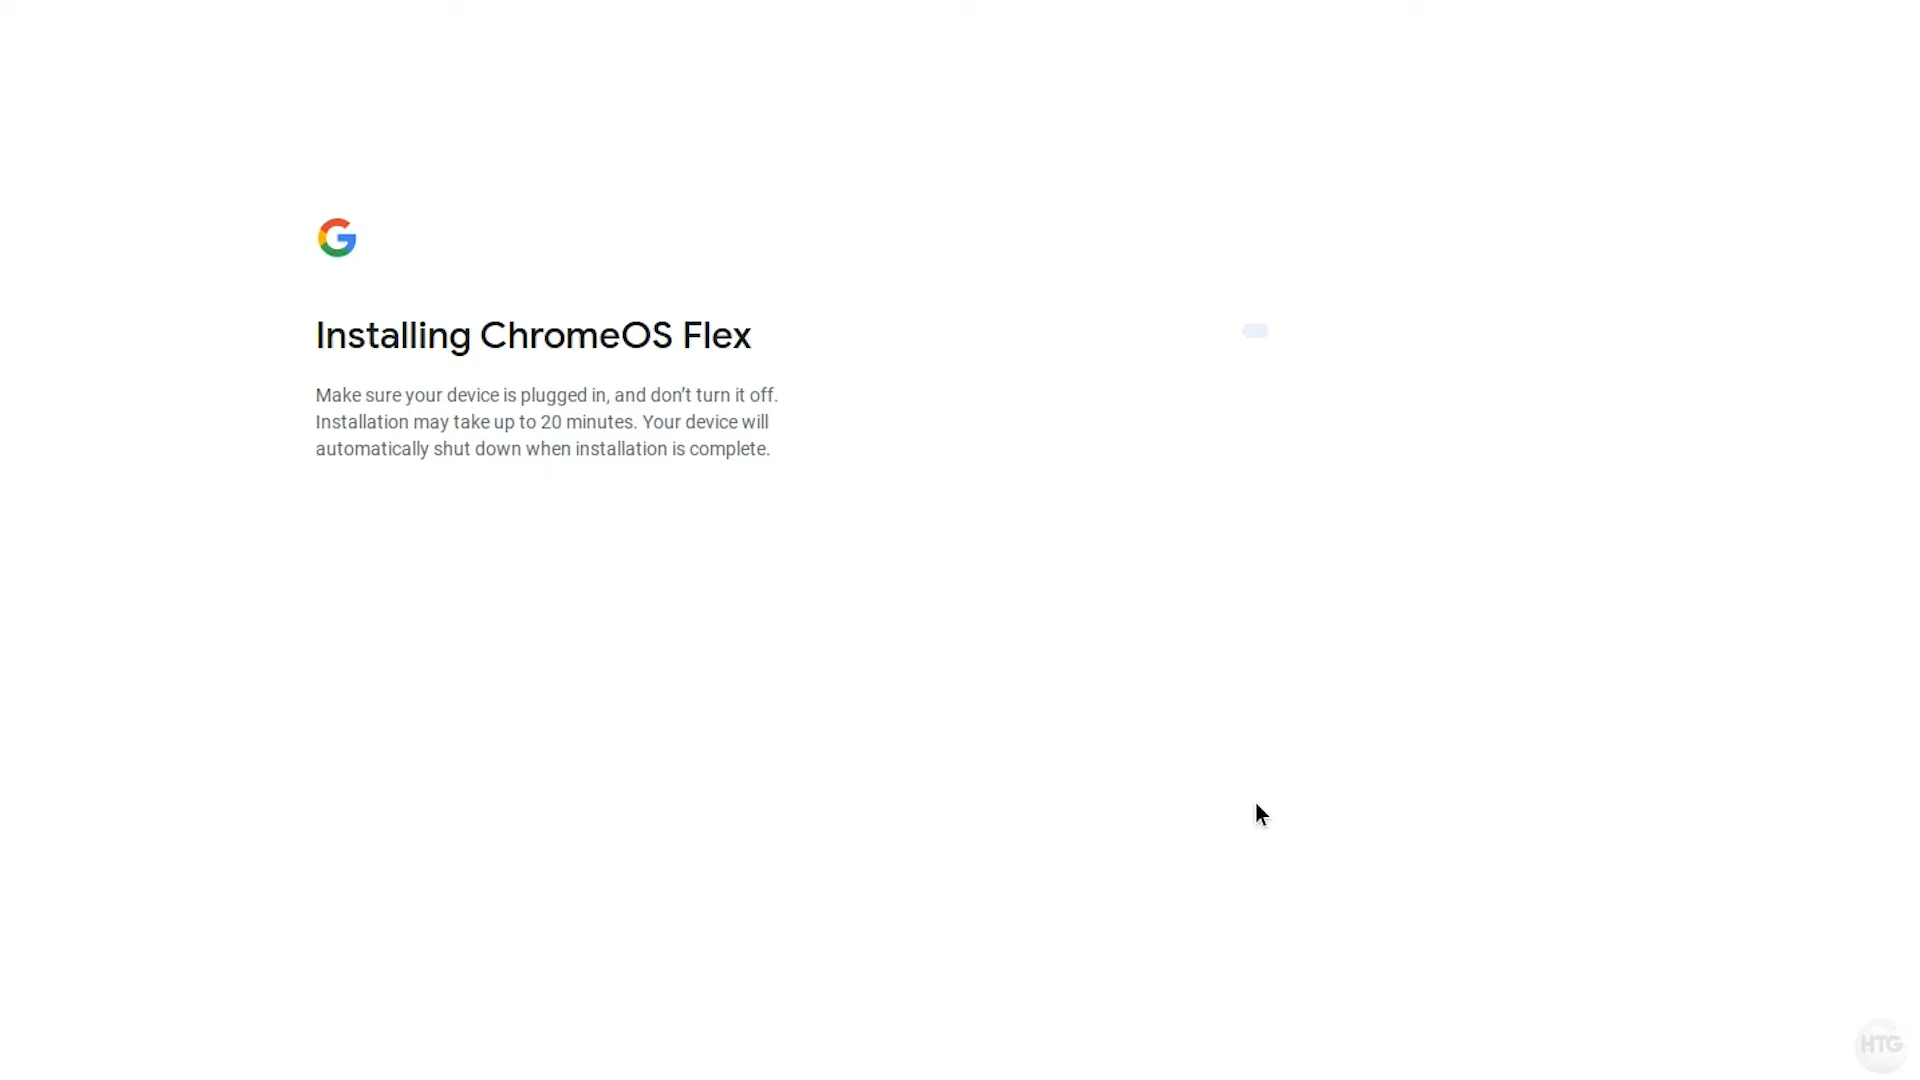 Installing ChromeOS Flex
Make sure your device is plugged in, and don’t turn it off.
Installation may take up to 20 minutes. Your device will
automatically shut down when installation is complete.
HTG